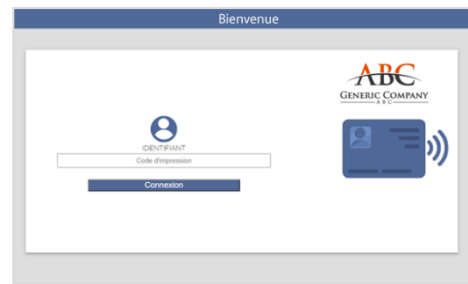 Bienvenue
ABC
GENERIC COMPANY
ABC
IDENTIFIANT
Code d'impression
Connexion